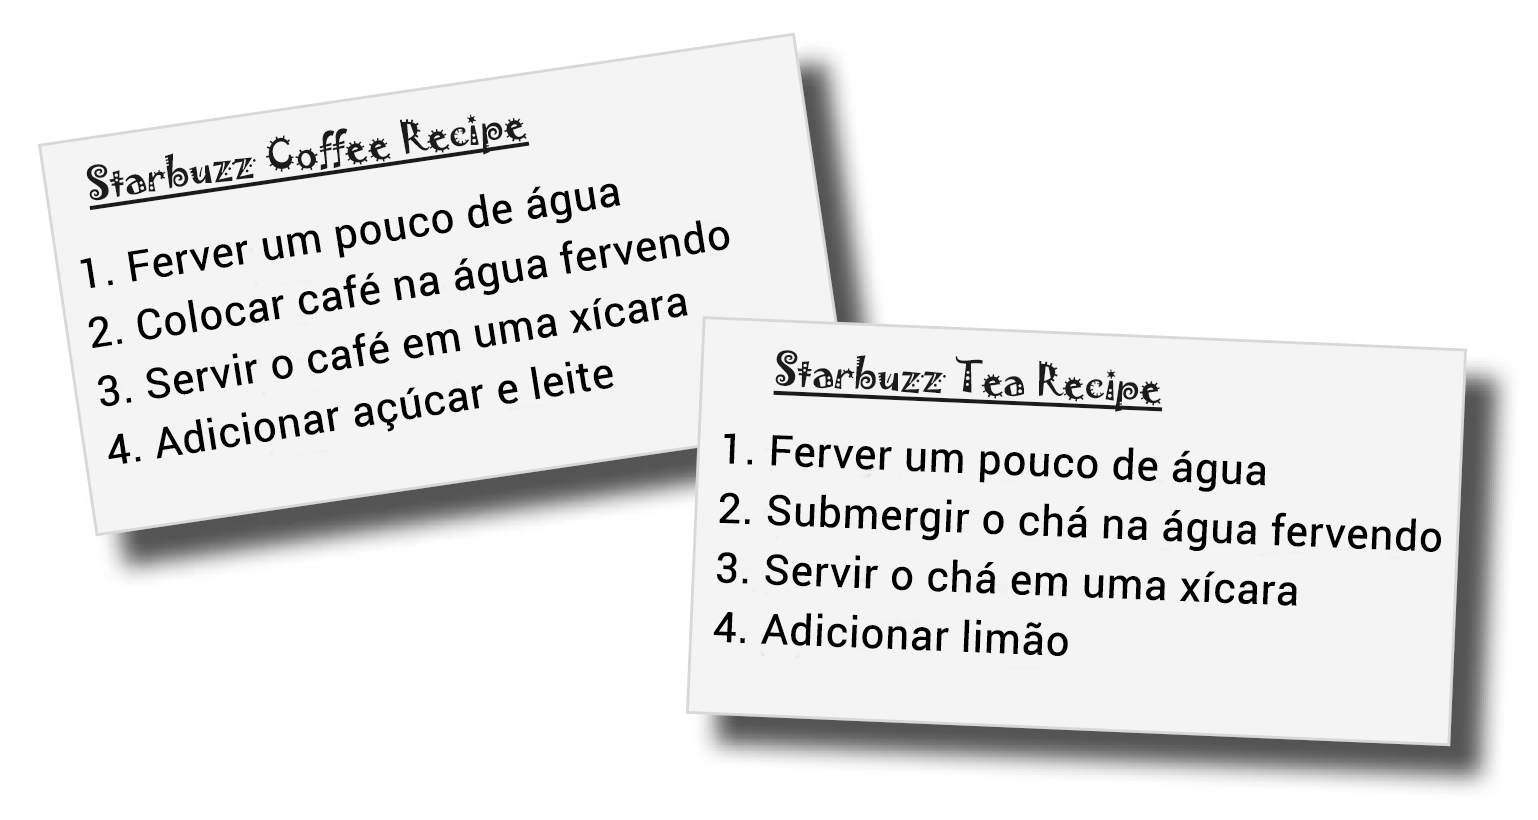 Starbuzz Coffee Recipe
1. Ferver um pouco de água
2. Colocar café na água fervendo
3. Servir o café em uma xícara
4. Adicionar açúcar e leite
Starbuzz Tea Recipe
1. Ferver um pouco de água
2. Submergir o chá na água fervendo
3. Servir o chá em uma xícara
4. Adicionar limão